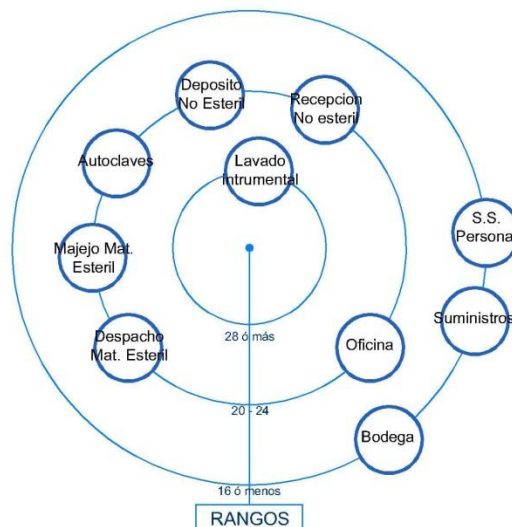 Deposito
No Esteril
Recepcion
No esteril
Autoclaves
Lavado
Intrumental
S.S.
Persona
Majejo Mat.
Esteril
Suministros
Despacho
Mat. Esteril
28 ó más
Oficina
20 - 24
Bodega
16 ó menos
RANGOS